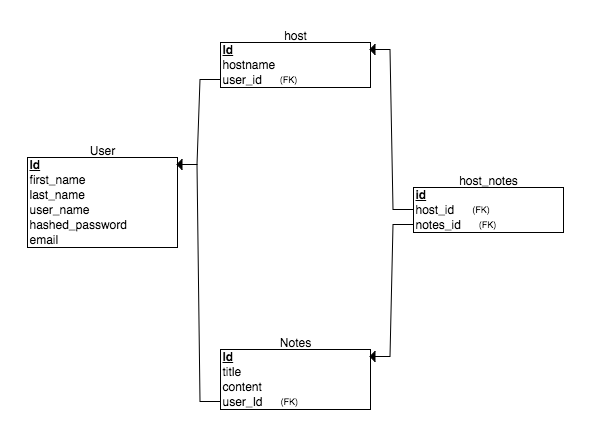 host
Id
hostname
user_id (FK)
User
Id
first_name
last_name
user_name
hashed_password
email
host_notes
id
host_id (FK)
notes_id (FK)
Notes
Id
title
content
user_Id (FK)